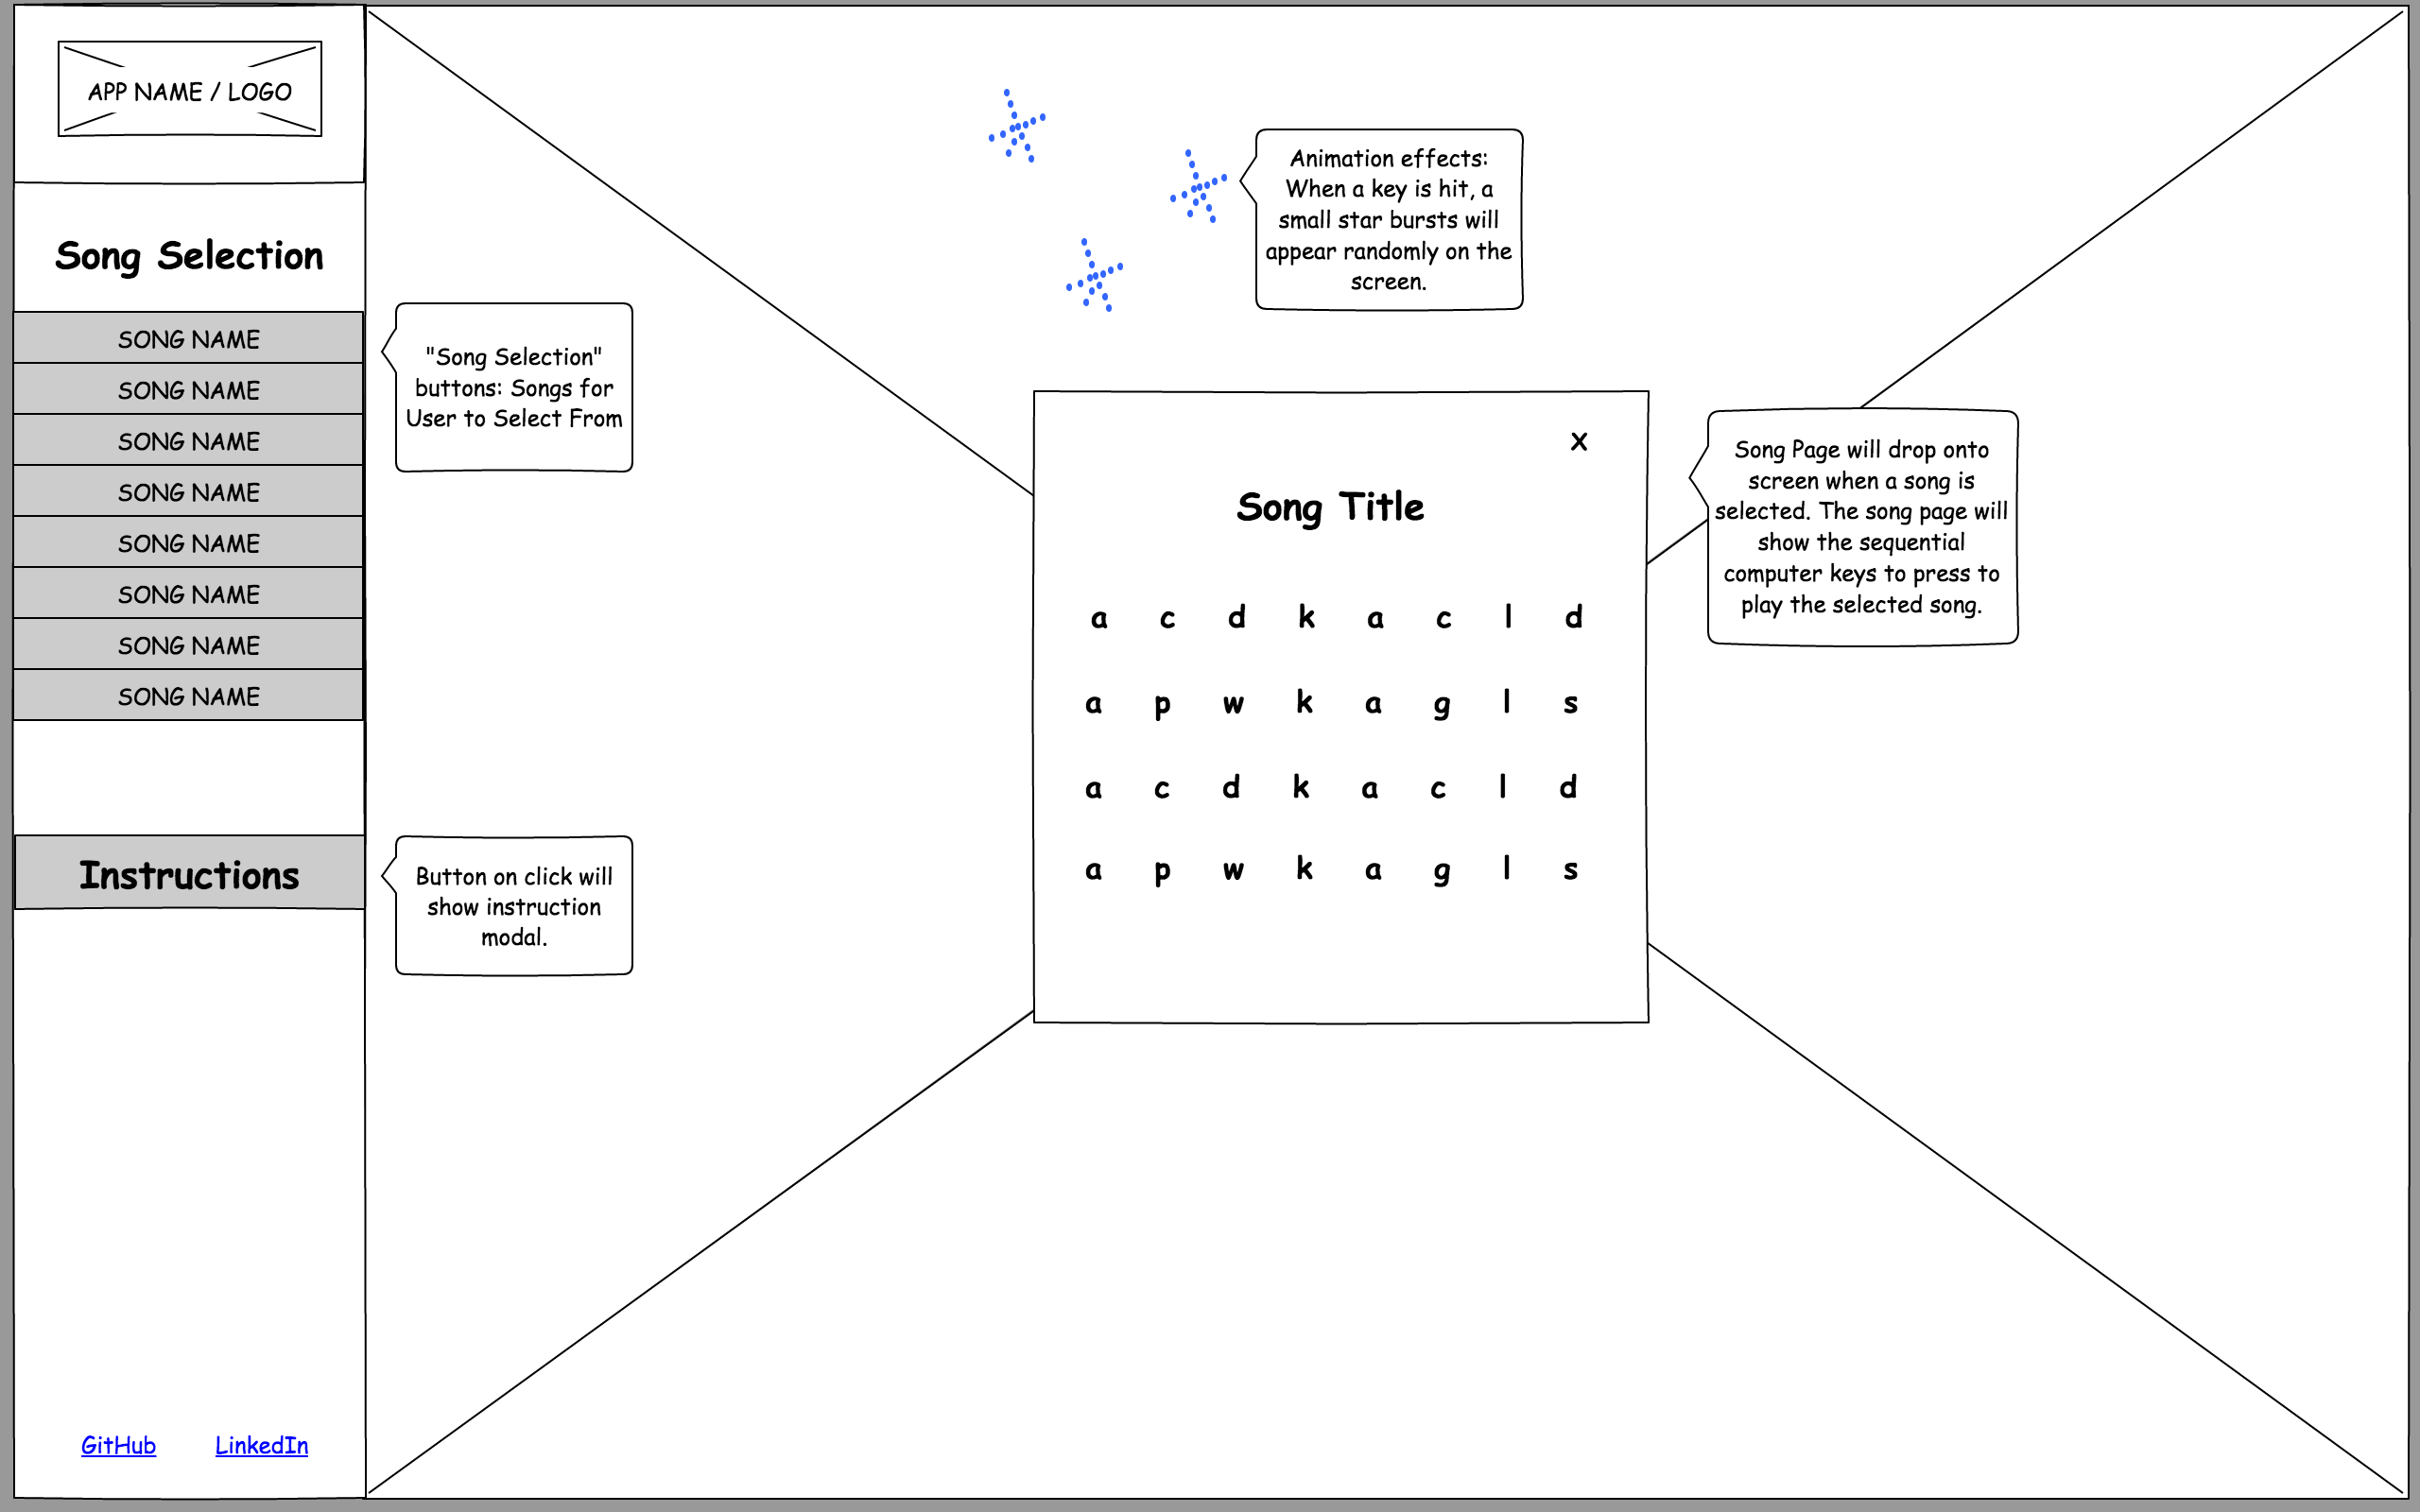 APP NAME / LOGO
Song Selection
SONG NAME
SONG NAME
SONG NAME
SONG NAME
SONG NAME
SONG NAME
SONG NAME
SONG NAME
Instructions
GitHub LinkedIn
"Song Selection"
buttons: Songs for
User to Select From
Button on click will
show instruction
modal.
Animation effects:
When a key is hit, a
small star bursts will
appear randomly on the
screen.
x
Song Title
a c d k a c l d
a p w k a g l s
a c d k a c l d
a p w k a g l s
Song Page will drop onto
screen when a song is
selected. The song page will
show the sequential
computer keys to press to
play the selected song.